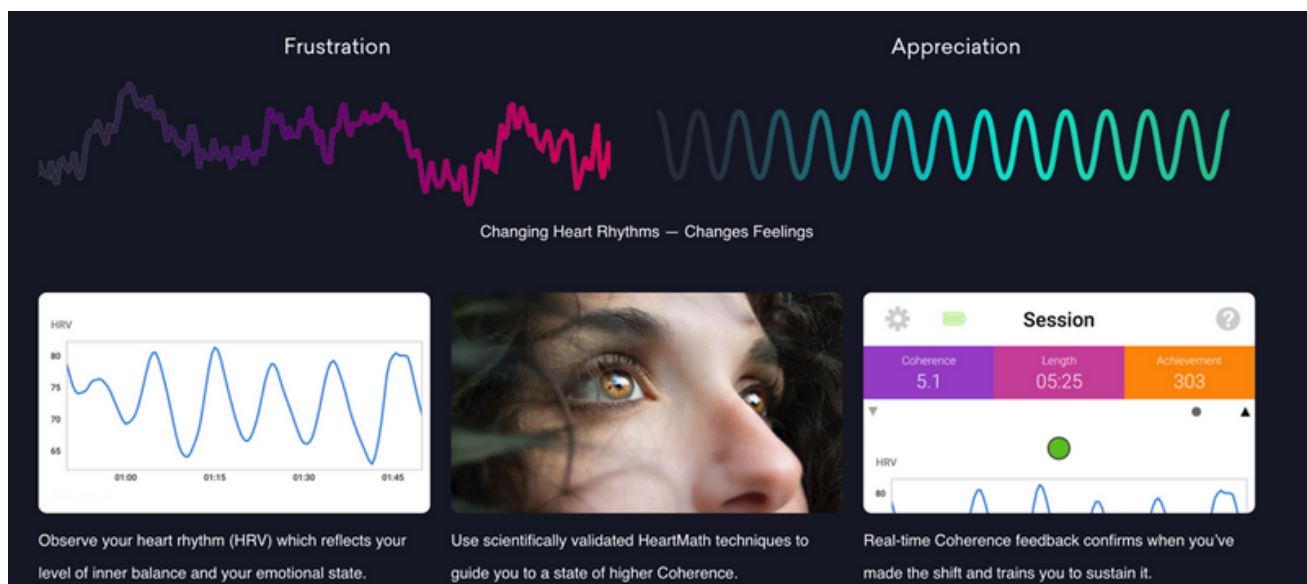 Frustration
Appreciation
Changing Heart Rhythms — Changes Feelings
HRV
80
75
70
65
01:00 01:15 01:30 01:45
Observe your heart rhythm (HRV) which reflects your
level of inner balance and your emotional state.
Use scientifically validated HeartMath techniques to
guide you to a state of higher Coherence.
Session
?
Coherence Length Achievement
5.1 05:25 303
HRV
80
Real-time Coherence feedback confirms when you've
made the shift and trains you to sustain it.